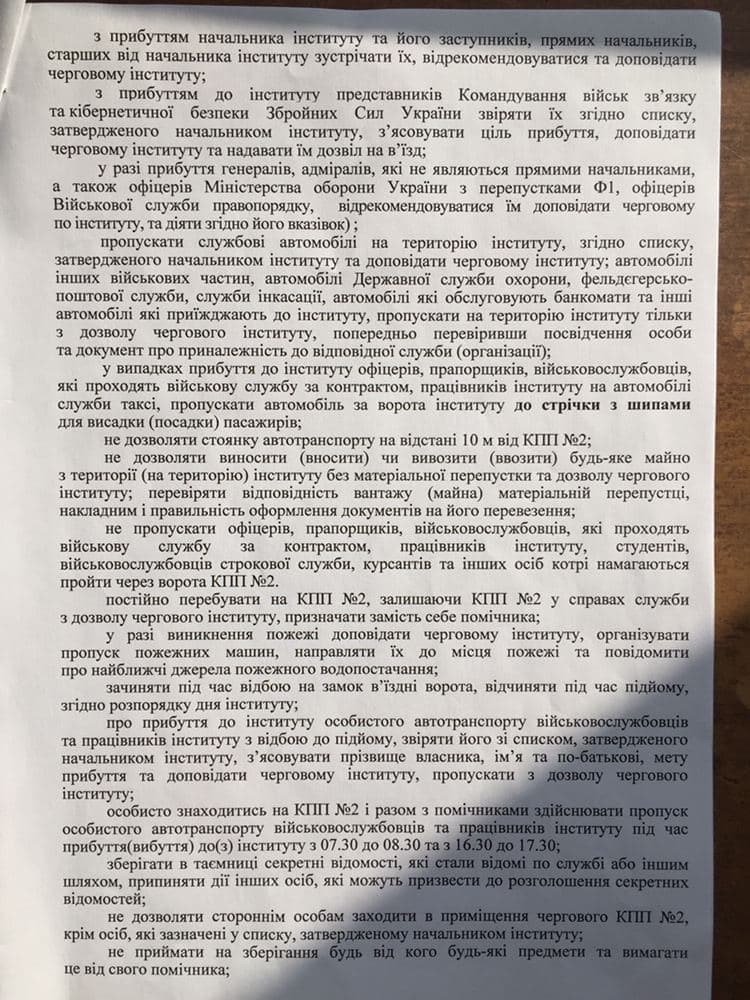 з прибуттям начальника інституту та його заступників, прямих начальників,
старших від начальника інституту зустрічати їх, відрекомендовуватися та доповідати
черговому інституту;
з прибуттям до інституту представників Командування військ зв’язку
та кібернетичної безпеки Збройних Сил України звіряти їх згідно списку,
затвердженого начальником інституту, з’ясовувати ціль прибуття, доповідати
черговому інституту та надавати їм дозвіл на в’їзд;
у разі прибуття генералів, адміралів, які не являються прямими начальниками,
а також офіцерів Міністерства оборони України з перепустками Ф1, офіцерів
Військової служби правопорядку, відрекомендовуватися їм доповідати черговому
по інституту, та діяти згідно його вказівок) ;
пропускати службові автомобілі на територію інституту, згідно списку,
затвердженого начальником інституту та доповідати черговому інституту; автомобілі
інших військових частин, автомобілі Державної служби охорони, фельдєгерсько-
поштової служби, служби інкасації, автомобілі які обслуговують банкомати та інші
автомобілі які приїжджають до інституту, пропускати на територію інституту тільки
з дозволу чергового інституту, попередньо перевіривши посвідчення особи
та документ про приналежність до відповідної служби (організації);
у випадках прибуття до інституту офіцерів, прапорщиків, військовослужбовців,
які проходять військову службу за контрактом, працівників інституту на автомобілі
служби таксі, пропускати автомобіль за ворота інституту до стрічки з шипами
для висадки (посадки) пасажирів;
не дозволяти стоянку автотранспорту на відстані 10 м від КПП №2;
не дозволяти виносити (вносити) чи вивозити (ввозити) будь-яке майно
з території (на територію) інституту без матеріальної перепустки та дозволу чергового
інституту; перевіряти відповідність вантажу (майна) матеріальній перепустці,
накладним і правильність оформлення документів на його перевезення;
не пропускати офіцерів, прапорщиків, військовослужбовців, які проходять
військову службу за контрактом, працівників інституту, студентів,
військовослужбовців строкової служби, курсантів та інших осіб котрі намагаються
пройти через ворота КПП №2.
постійно перебувати на КПП №2, залишаючи КПП №2 у справах служби
з дозволу чергового інституту, призначати замість себе помічника;
у разі виникнення пожежі доповідати черговому інституту, організувати
пропуск пожежних машин, направляти їх до місця пожежі та повідомити
про найближчі джерела пожежного водопостачання;
зачиняти під час відбою на замок в’їздні ворота, відчиняти під час підйому,
згідно розпорядку дня інституту;
про прибуття до інституту особистого автотранспорту військовослужбовців
та працівників інституту з відбою до підйому, звіряти його зі списком, затвердженого
начальником інституту, з’ясовувати прізвище власника, ім’я та по-батькові, мету
прибуття та доповідати черговому інституту, пропускати з дозволу чергового
інституту;
особисто знаходитись на КПП №2 і разом з помічниками здійснювати пропуск
особистого автотранспорту військовослужбовців та працівників інституту під час
прибуття(вибуття) до(з) інституту з 07.30 до 08.30 та з 16.30 до 17.30;
зберігати в таємниці секретні відомості, які стали відомі по службі або іншим
шляхом, припиняти дії інших осіб, які можуть призвести до розголошення секретних
відомостей;
не дозволяти стороннім особам заходити в приміщення чергового КПП №2,
крім осіб, які зазначені у списку, затвердженому начальником інституту;
не приймати на зберігання будь від кого будь-які предмети та вимагати
це від свого помічника;